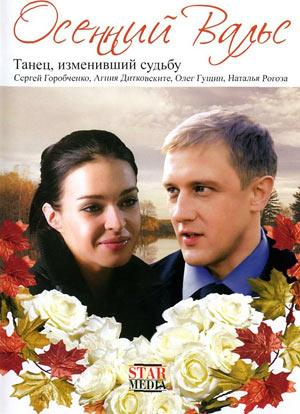 Осенний Вальс
Танец, изменивший судьбу
Сергей Горобченко, Агния Дитковските, Олег Гущин, Наталья Рогоза
STAR
MEDIA